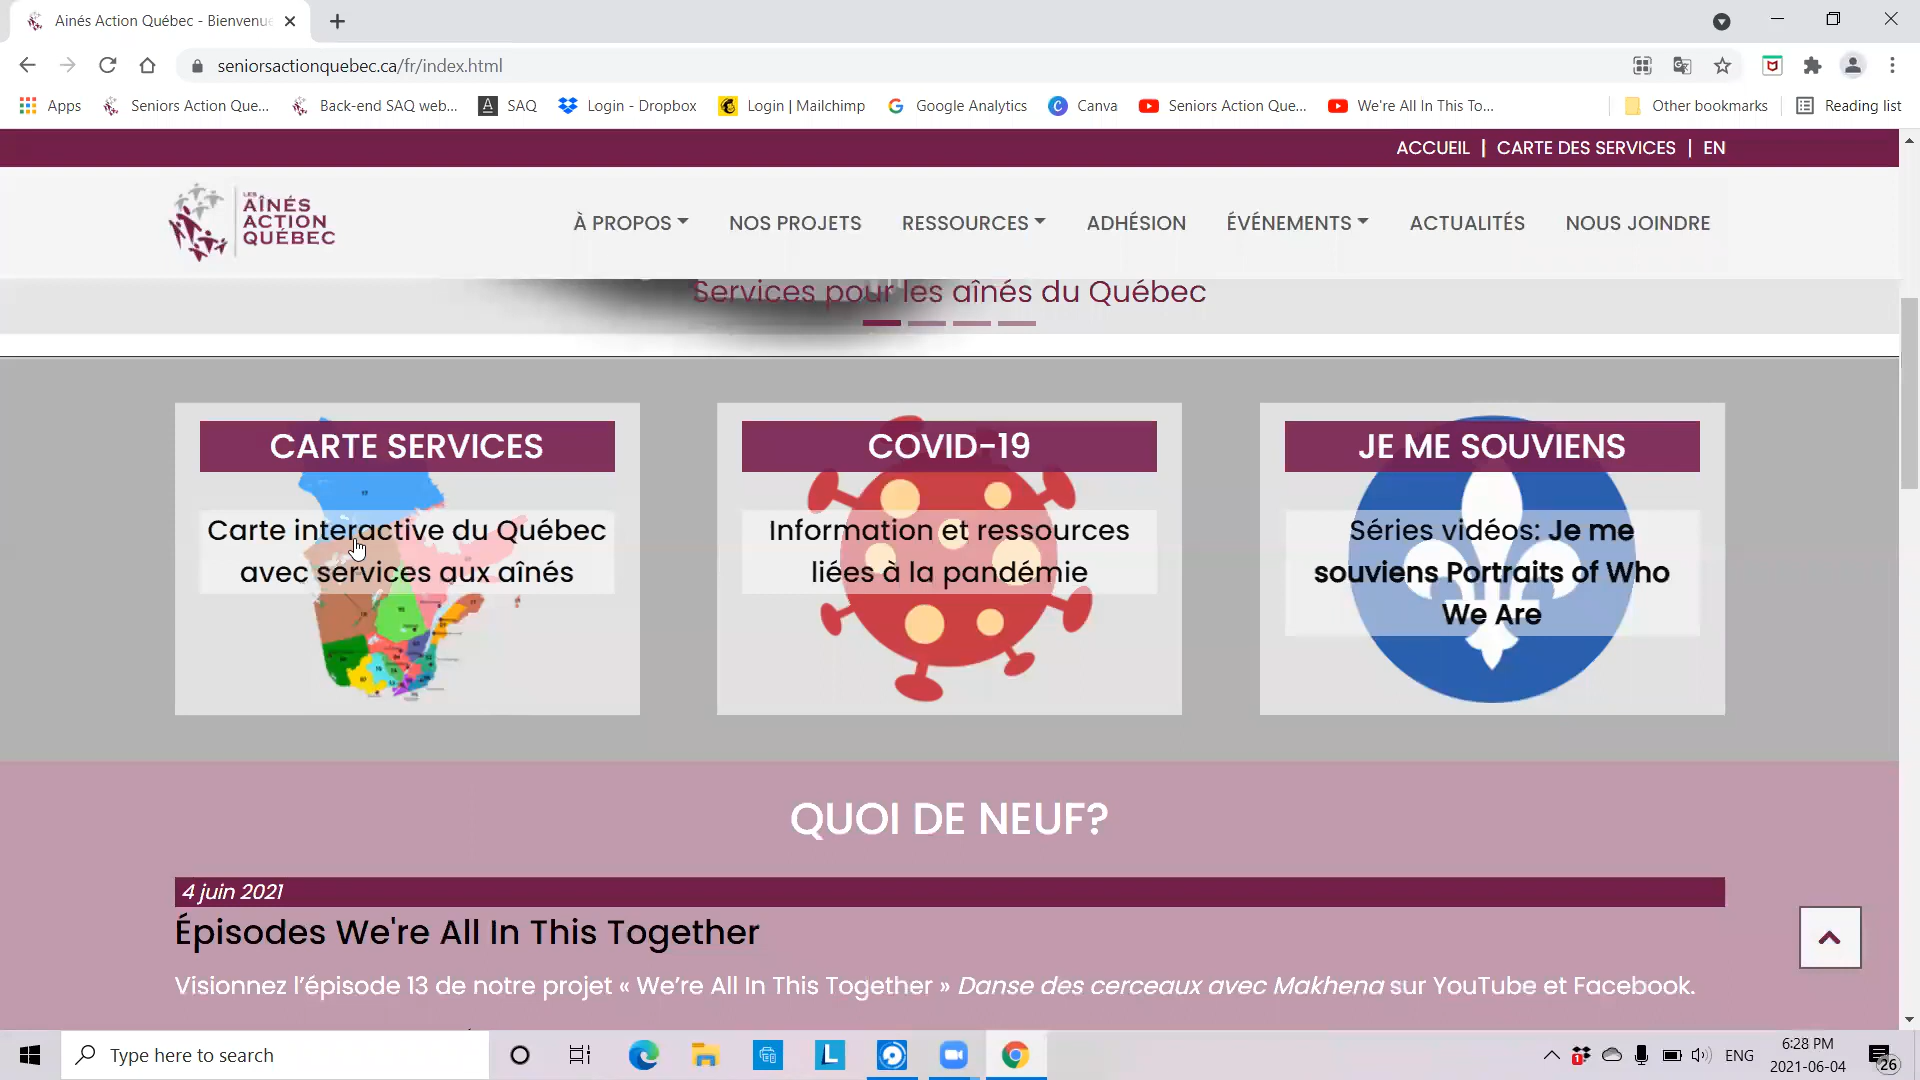 Ainés Action Québec - Bienvenue
seniorsactionquebec.ca/fr/index.html
Apps
Seniors Action Que...
Back-end SAQ web...
SAQ
Login - Dropbox
Login | Mailchimp
Google Analytics
Canva
Seniors Action Que...
We're All In This To...
Other bookmarks
Reading list
ACCUEIL | CARTE DES SERVICES | EN
LES
AÎNÉS
ACTION
QUÉBEC
À PROPOS
NOS PROJETS
RESSOURCES
ADHÉSION
ÉVÉNEMENTS
ACTUALITÉS
NOUS JOINDRE
Services pour les aînés du Québec
CARTE SERVICES
Carte interactive du Québec
avec services aux aînés
COVID-19
Information et ressources
liées à la pandémie
JE ME SOUVIENS
Séries vidéos: Je me
souviens Portraits of Who
We Are
QUOI DE NEUF?
4 juin 2021
Épisodes We're All In This Together
Visionnez l’épisode 13 de notre projet « We’re All In This Together » Danse des cerceaux avec Makhena sur YouTube et Facebook.
Type here to search
L
1
ENG
6:28 PM
2021-06-04
26